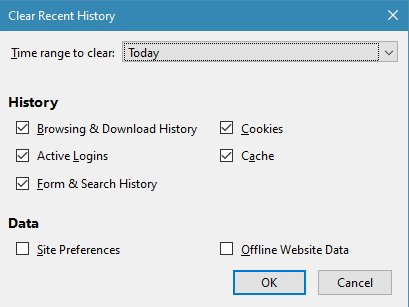 Clear Recent History
Time range to clear: Today
History
Browsing & Download History Cookies
Active Logins Cache
Form & Search History
Data
Site Preferences Offline Website Data
OK Cancel